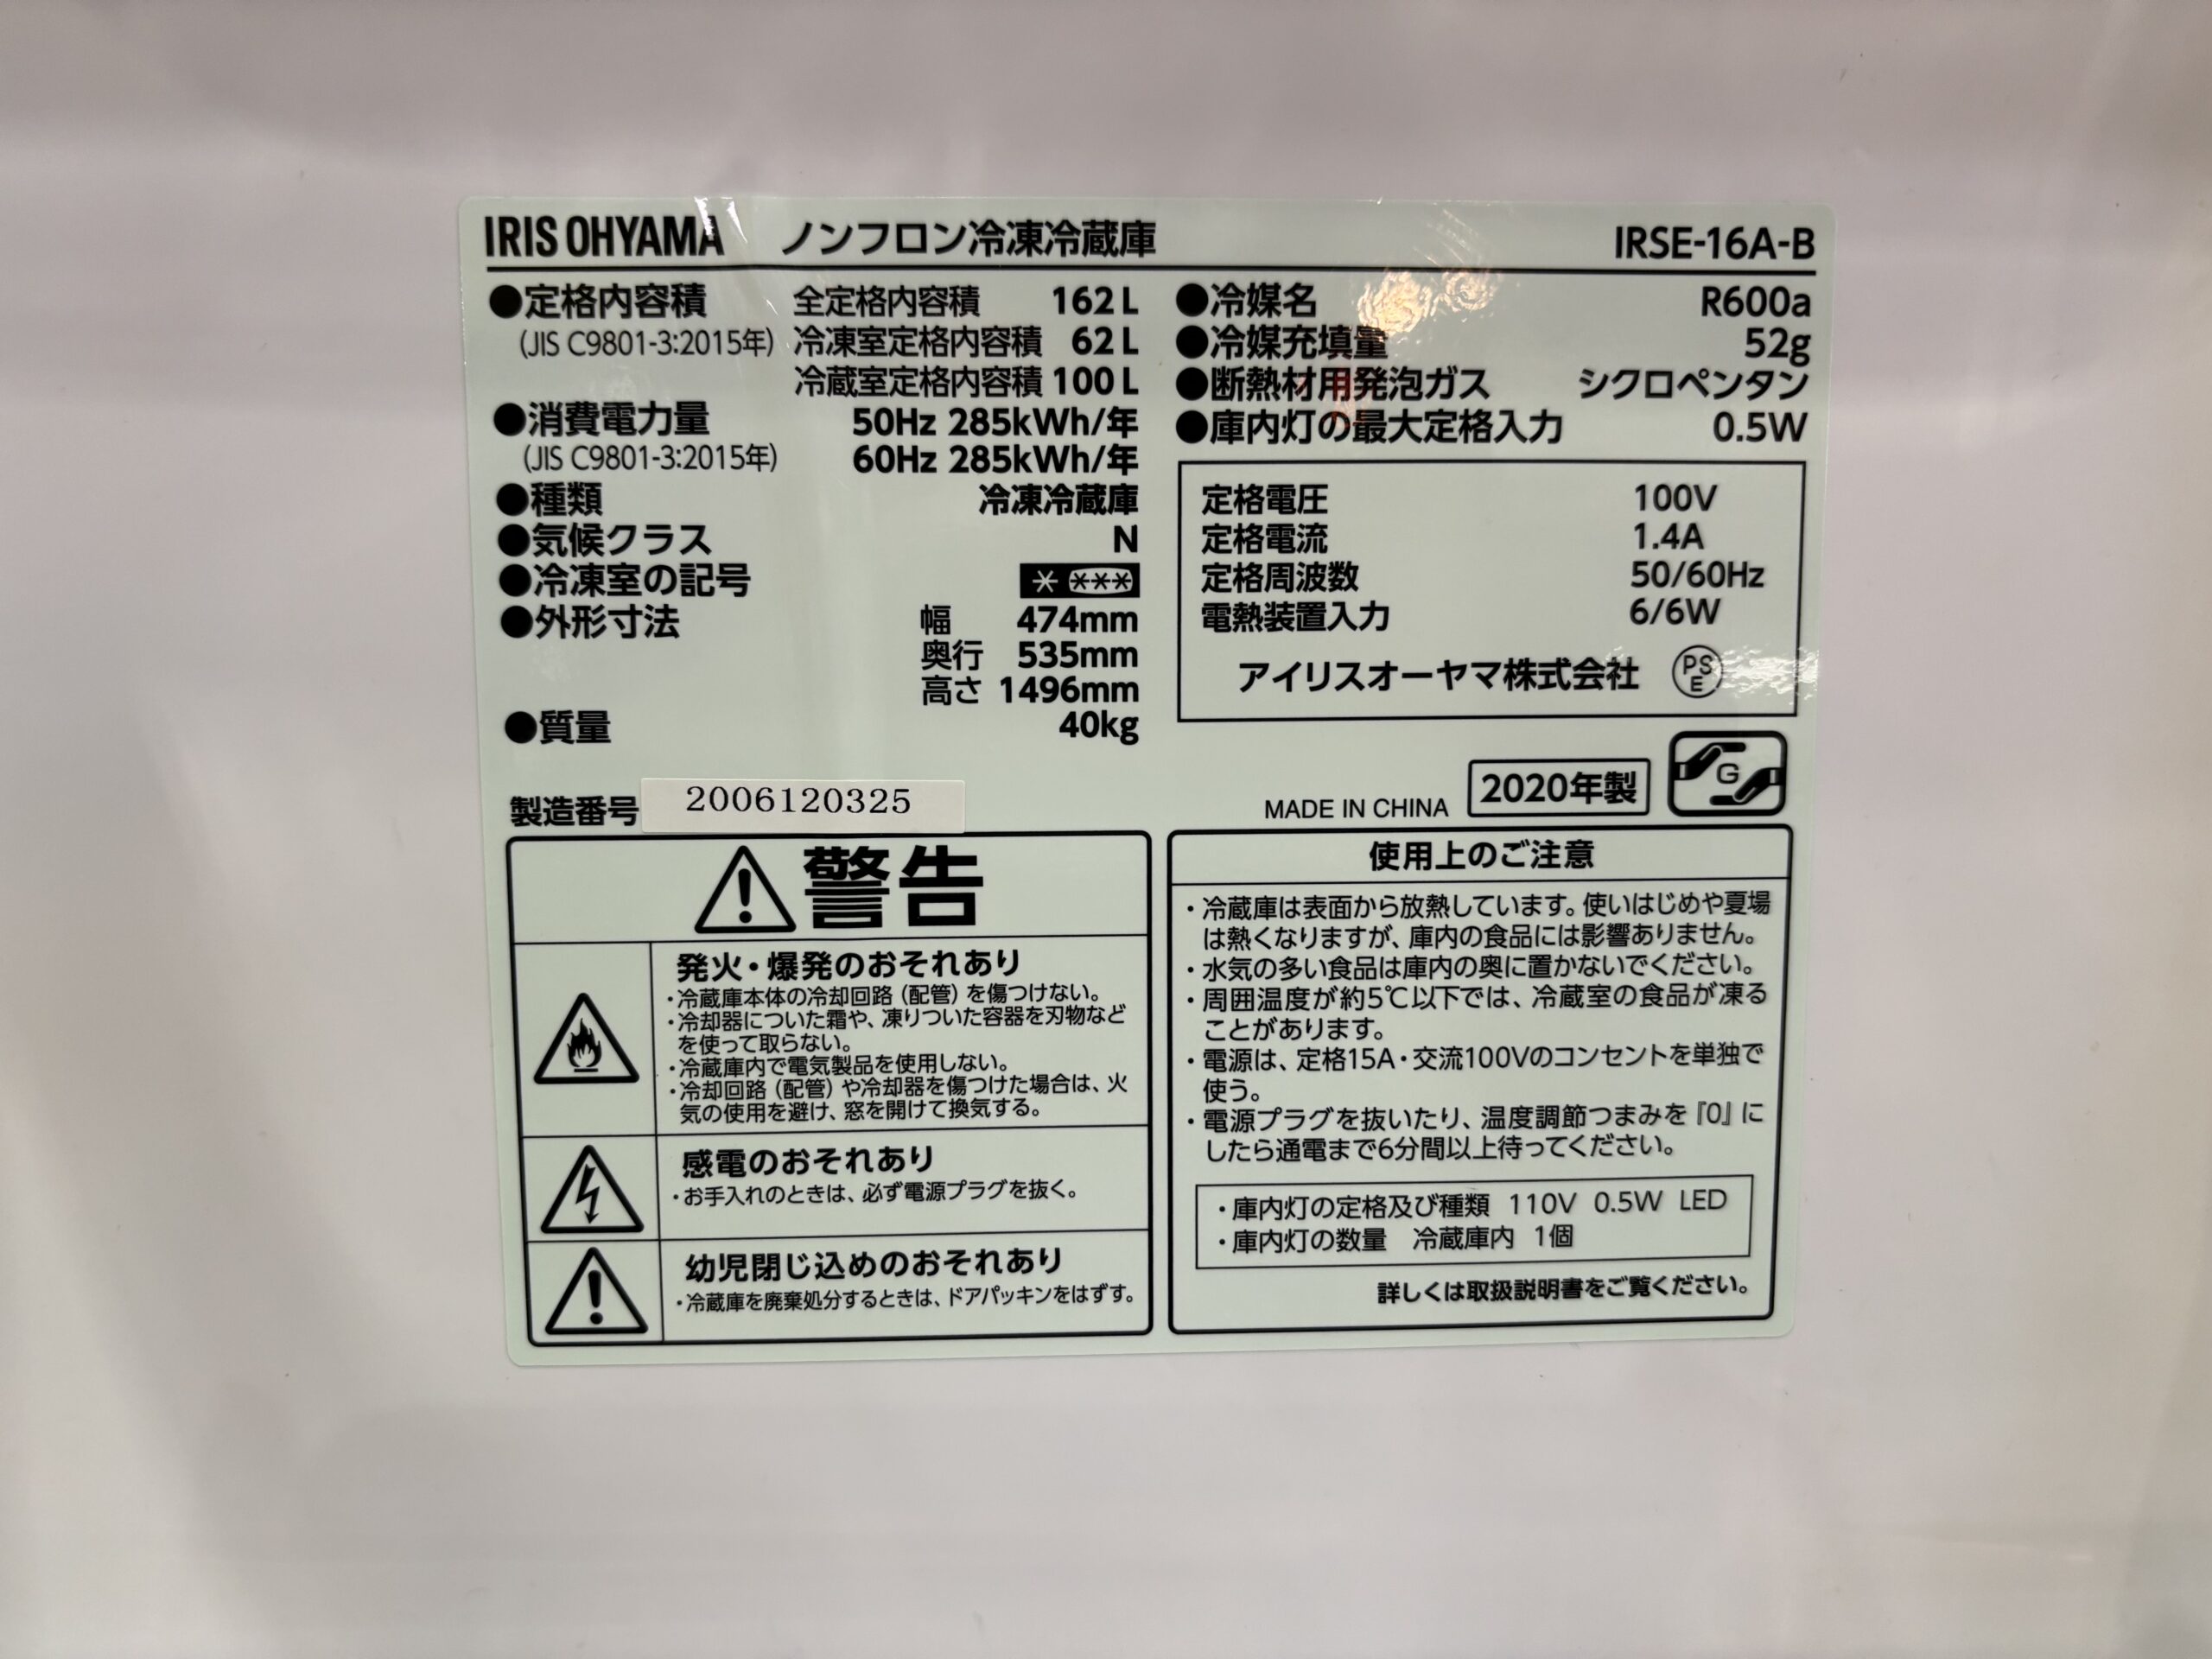 IRIS OHYAMA ノンフロン冷凍冷蔵庫 IRSE-16A-B
●定格内容積 全定格内容積 162L
(JIS C9801-3:2015年) 冷凍室定格内容積 62L
冷蔵室定格内容積 100L
●消費電力量 50Hz 285kWh/年
(JIS C9801-3:2015年) 60Hz 285kWh/年
●種類 冷凍冷蔵庫
●気候クラス N
●冷凍室の記号 * ***
●外形寸法 幅 474mm
奥行 535mm
高さ 1496mm
●質量 40kg
製造番号 2006120325
●冷媒名 R600a
●冷媒充填量 52g
●断熱材用発泡ガス シクロペンタン
●庫内灯の最大定格入力 0.5W
定格電圧 100V
定格電流 1.4A
定格周波数 50/60Hz
電熱装置入力 6/6W
アイリスオーヤマ株式会社 PSE
MADE IN CHINA 2020年製 G
警告
発火・爆発のおそれあり
・冷蔵庫本体の冷却回路（配管）を傷つけない。
・冷却器についた霜や、凍りついた容器を刃物など
を使って取らない。
・冷蔵庫内で電気製品を使用しない。
・冷却回路（配管）や冷却器を傷つけた場合は、火
気の使用を避け、窓を開けて換気する。
感電のおそれあり
・お手入れのときは、必ず電源プラグを抜く。
幼児閉じ込めのおそれあり
・冷蔵庫を廃棄処分するときは、ドアパッキンをはずす。
使用上のご注意
・冷蔵庫は表面から放熱しています。使いはじめや夏場
は熱くなりますが、庫内の食品には影響ありません。
・水気の多い食品は庫内の奥に置かないでください。
・周囲温度が約5℃以下では、冷蔵室の食品が凍る
ことがあります。
・電源は、定格15A・交流100Vのコンセントを単独で
使う。
・電源プラグを抜いたり、温度調節つまみを『0』に
したら通電まで6分間以上待ってください。
・庫内灯の定格及び種類 110V 0.5W LED
・庫内灯の数量 冷蔵庫内 1個
詳しくは取扱説明書をご覧ください。